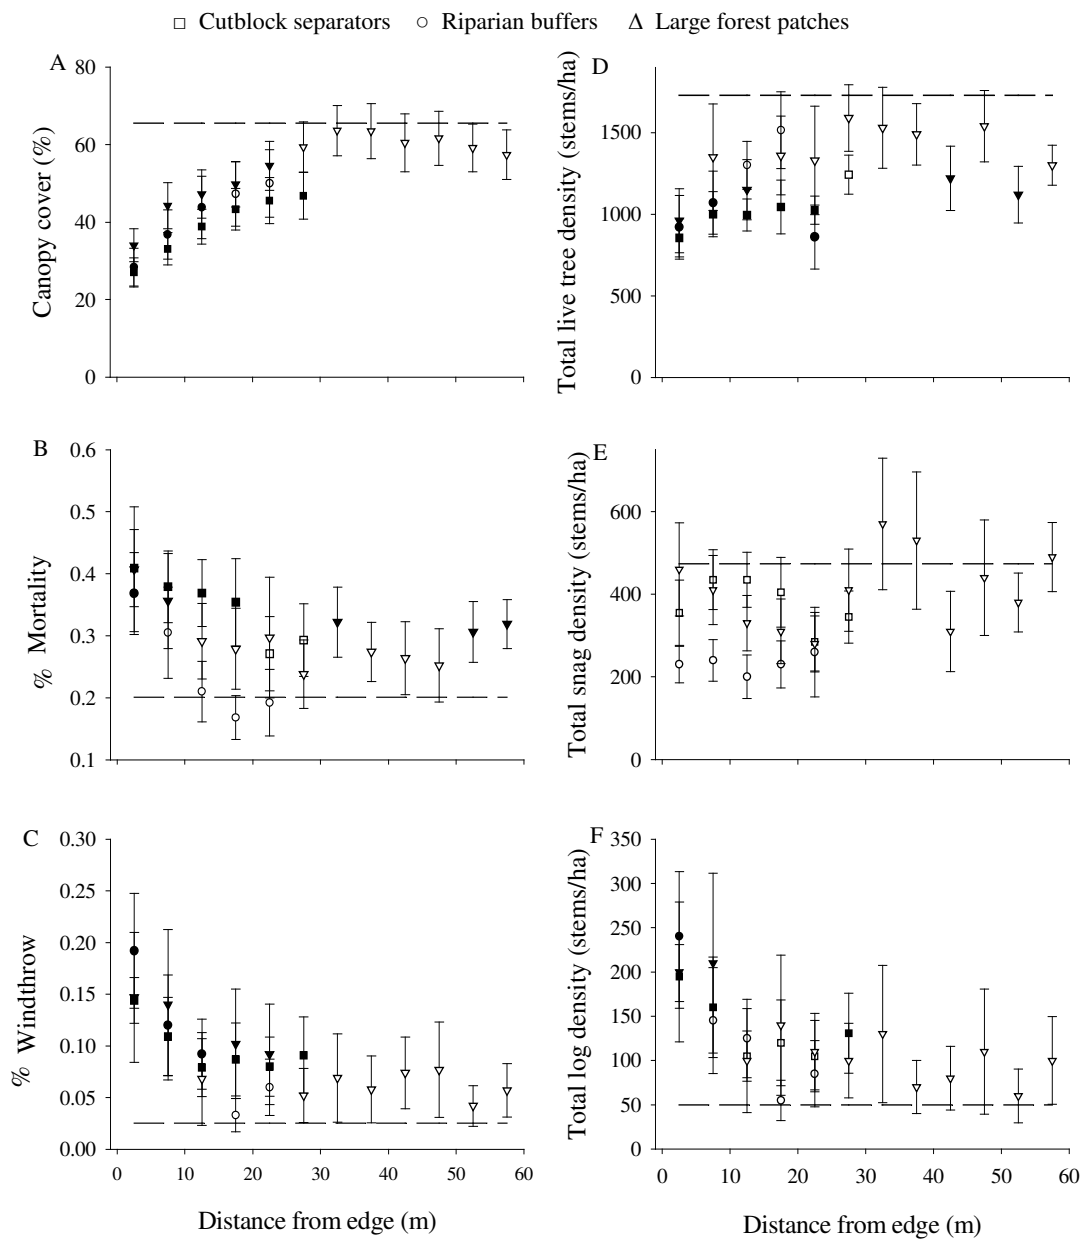 □ Cutblock separators ○ Riparian buffers △ Large forest patches
A
80
60
40
20
0
Canopy cover (%)
D
1500
1000
500
0
Total live tree density (stems/ha)
B
0.6
0.5
0.4
0.3
0.2
0.1
% Mortality
E
600
400
200
0
Total snag density (stems/ha)
C
0.30
0.25
0.20
0.15
0.10
0.05
0.00
% Windthrow
0 10 20 30 40 50 60
Distance from edge (m)
F
350
300
250
200
150
100
50
0
Total log density (stems/ha)
0 10 20 30 40 50 60
Distance from edge (m)